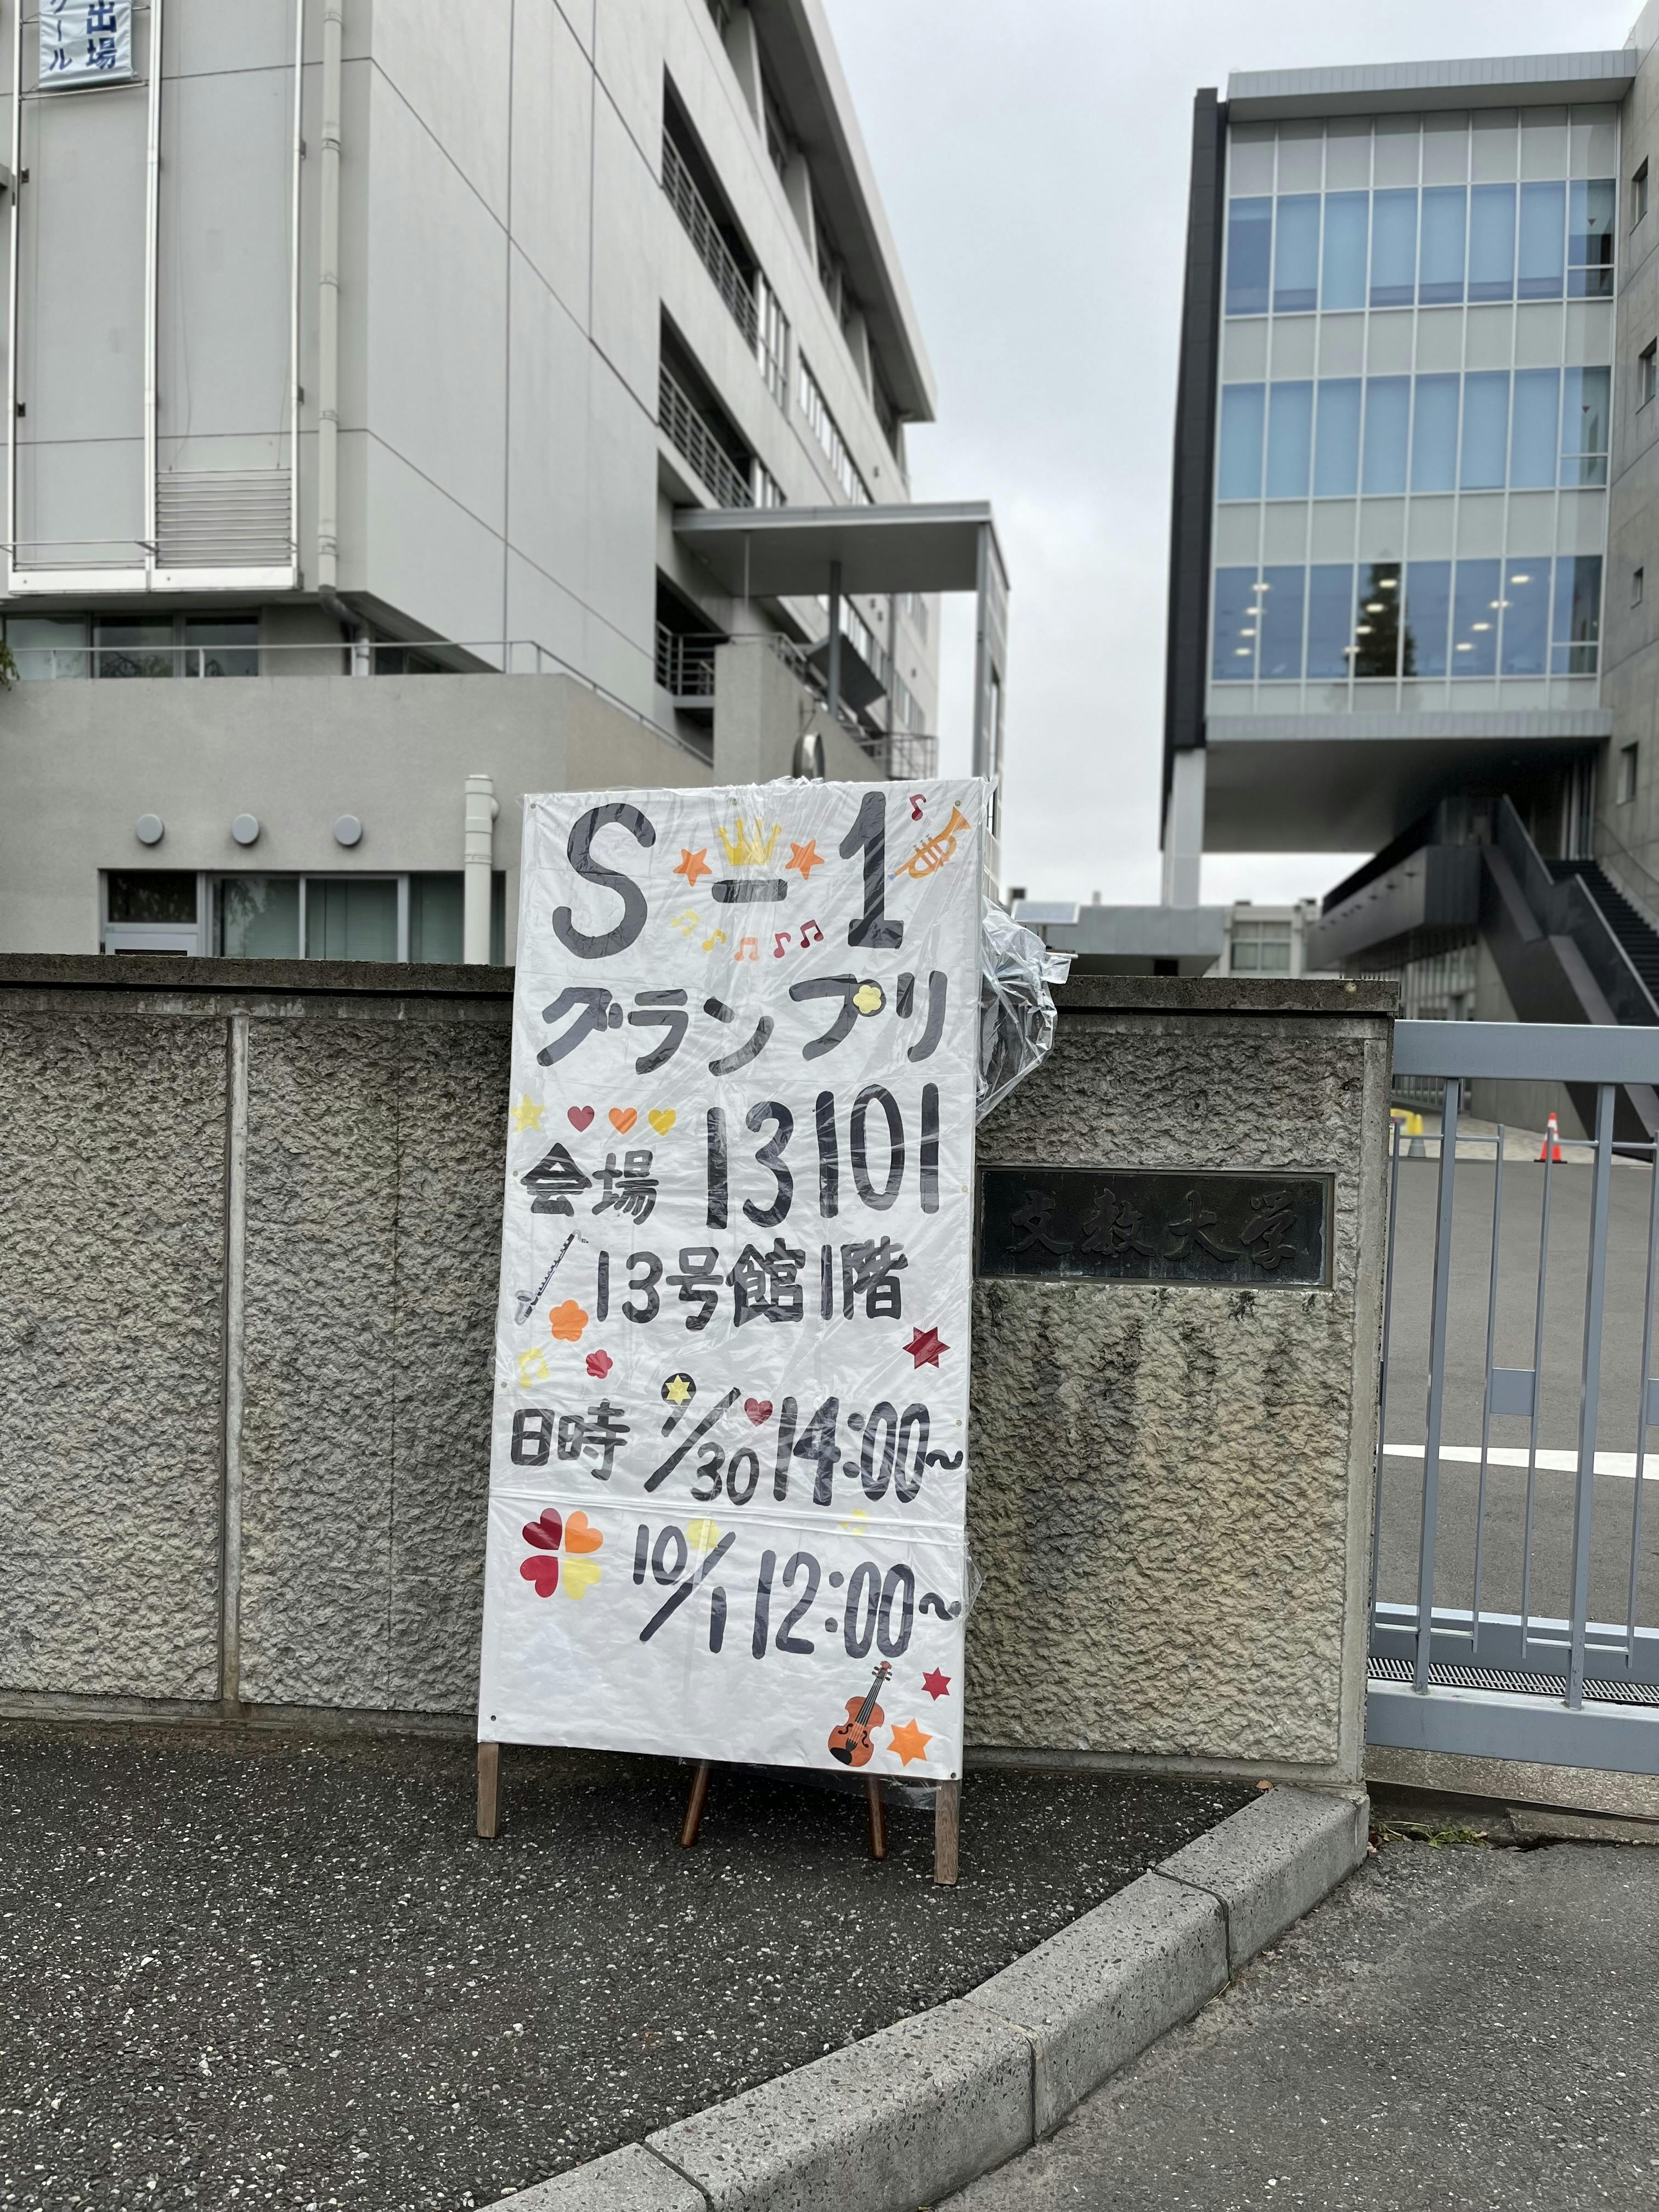 出場
クール
S-1
グランプリ
会場 13101
13号館1階
日時 9/30 14:00~
10/1 12:00~
文教大学